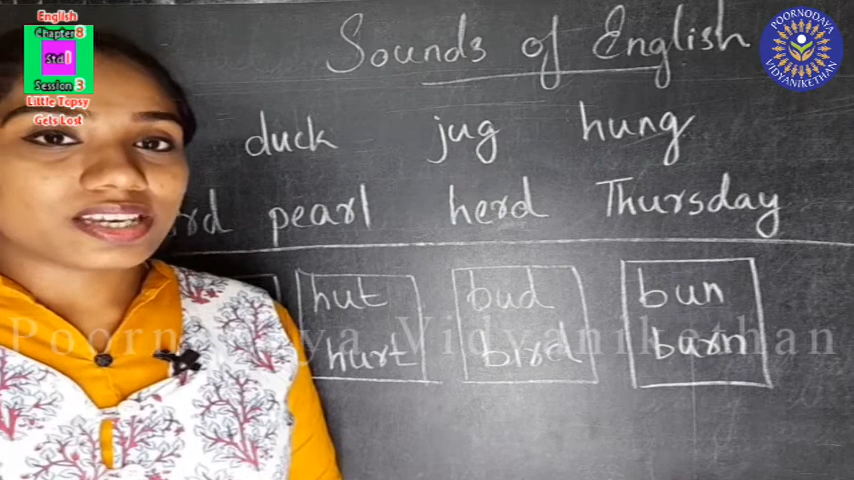 English
Chapter 8
Std 1
Session 3
Little Topsy
Gets Lost
Sounds of English
POORNODAYA
VIDYANIKETHAN
duck jug hung
pearl herd Thursday
hut bud bun
hurt bird burn
Poornodaya Vidyanikethan